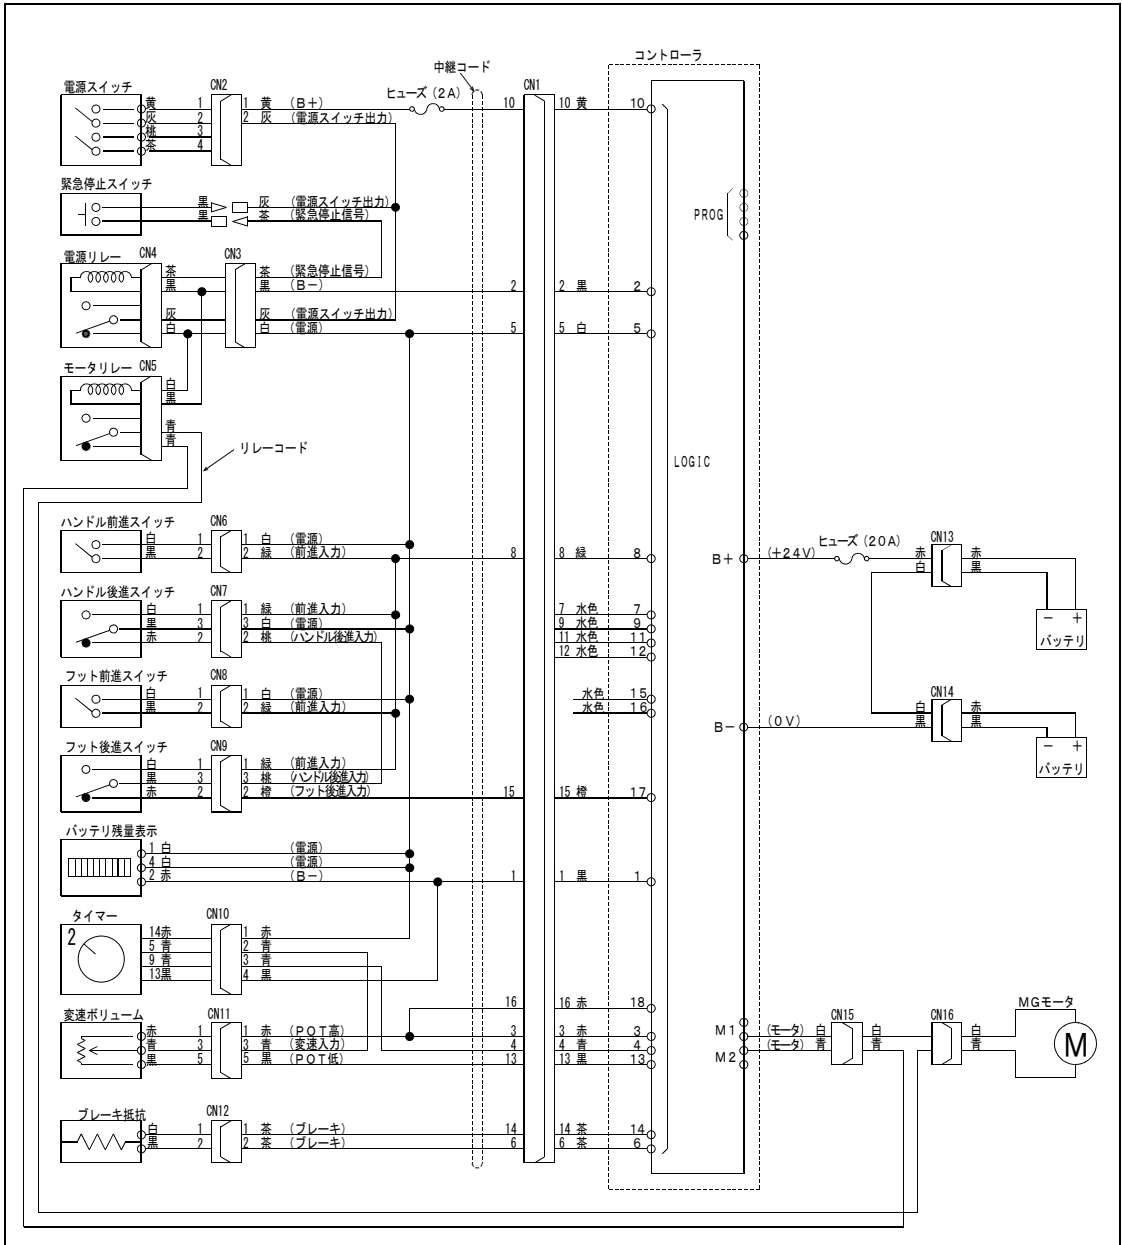 コントローラ
中継コード
電源スイッチ CN2 ヒューズ(2A) CN1
黄 1 1 黄 (B+) 10 10 黄 10
灰 2 2 灰 (電源スイッチ出力)
桃 3
茶 4
緊急停止スイッチ
黒 灰 (電源スイッチ出力)
黒 茶 (緊急停止信号)
PROG
電源リレー CN4 CN3
茶 茶 (緊急停止信号)
黒 黒 (B-) 2 2 黒 2
灰 灰 (電源スイッチ出力)
白 白 (電源) 5 5 白 5
モータリレー CN5
白
黒
青
青
リレーコード
LOGIC
ハンドル前進スイッチ CN6
白 1 1 白 (電源)
黒 2 2 緑 (前進入力) 8 8 緑 8
B+ (+24V) ヒューズ(20A) CN13
赤 赤
白 黒
- +
バッテリ
ハンドル後進スイッチ CN7
白 1 1 緑 (前進入力) 7 水色 7
黒 3 3 白 (電源) 9 水色 9
赤 2 2 桃 (ハンドル後進入力) 11 水色 11
12 水色 12
フット前進スイッチ CN8
白 1 1 白 (電源) 水色 15
黒 2 2 緑 (前進入力) 水色 16
B- (0V) CN14
白 赤
黒 黒
- +
バッテリ
フット後進スイッチ CN9
白 1 1 緑 (前進入力)
黒 3 3 桃 (ハンドル後進入力)
赤 2 2 橙 (フット後進入力) 15 15 橙 17
バッテリ残量表示
1 白 (電源)
4 白 (電源)
2 赤 (B-) 1 1 黒 1
タイマー CN10
2
14赤 1 赤
5 青 2 青
9 青 3 青
13黒 4 黒
16 16 赤 18
変速ボリューム CN11
赤 1 1 赤 (POT高) 3 3 赤 3
青 3 3 青 (変速入力) 4 4 青 4
黒 5 5 黒 (POT低) 13 13 黒 13
MGモータ
CN15 CN16
M1 (モータ) 白 白 白
M2 (モータ) 青 青 青
M
ブレーキ抵抗 CN12
白 1 1 茶 (ブレーキ) 14 14 茶 14
黒 2 2 茶 (ブレーキ) 6 6 茶 6